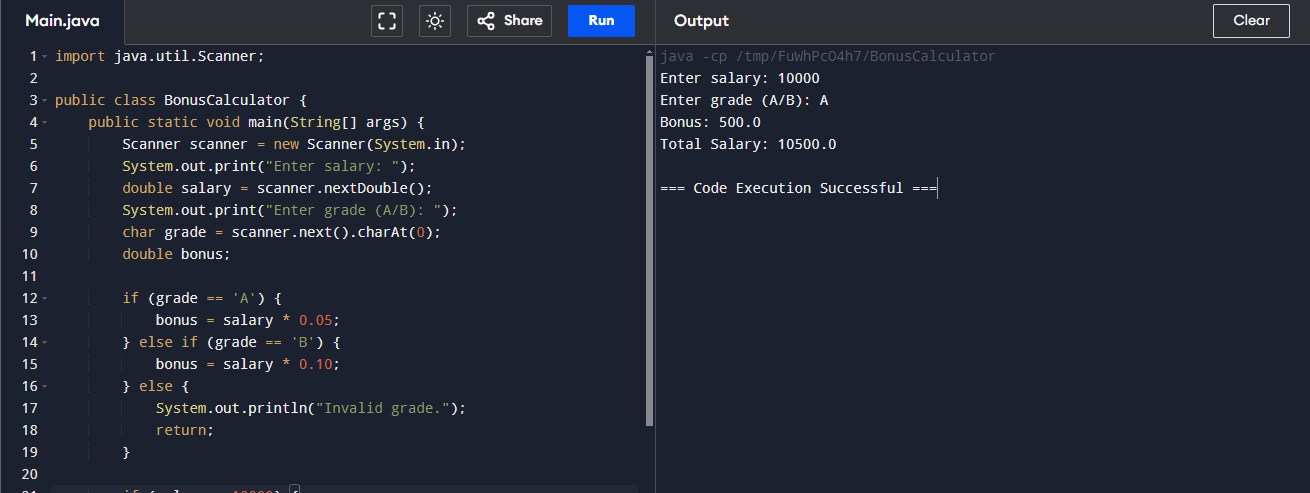 Main.java
Share
Run
Output
Clear
1 import java.util.Scanner;
2
3 public class BonusCalculator {
4 public static void main(String[] args) {
5 Scanner scanner = new Scanner(System.in);
6 System.out.print("Enter salary: ");
7 double salary = scanner.nextDouble();
8 System.out.print("Enter grade (A/B): ");
9 char grade = scanner.next().charAt(0);
10 double bonus;
11
12 if (grade == 'A') {
13 bonus = salary * 0.05;
14 } else if (grade == 'B') {
15 bonus = salary * 0.10;
16 } else {
17 System.out.println("Invalid grade.");
18 return;
19 }
20
java -cp /tmp/FuWhPcO4h7/BonusCalculator
Enter salary: 10000
Enter grade (A/B): A
Bonus: 500.0
Total Salary: 10500.0
=== Code Execution Successful ===